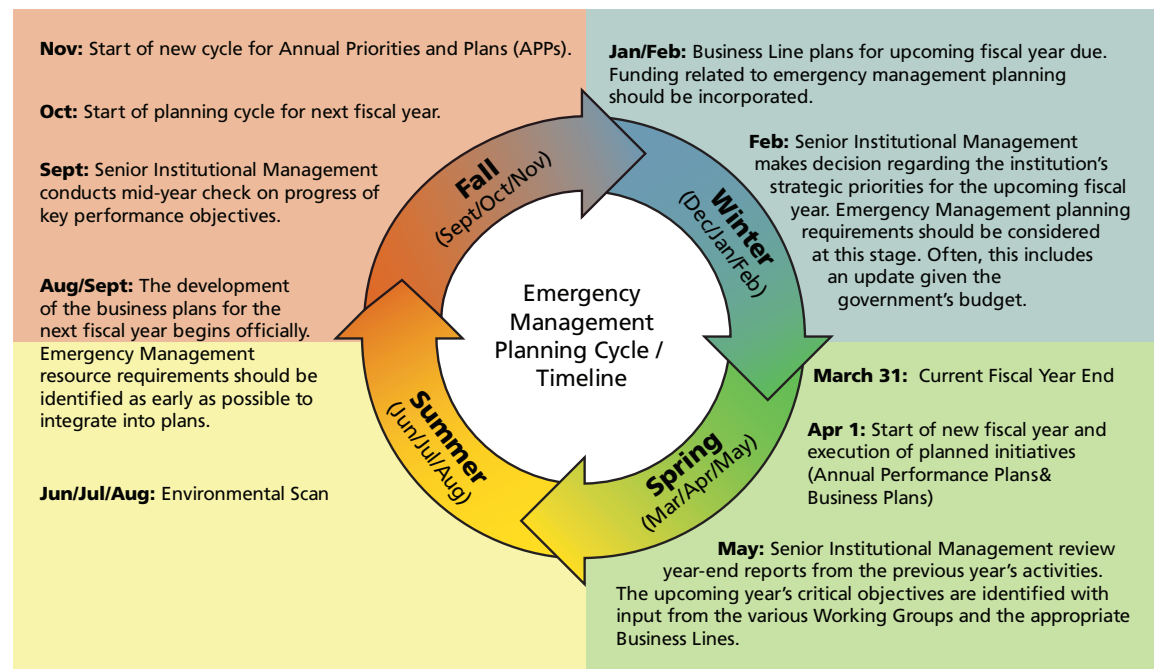 Nov: Start of new cycle for Annual Priorities and Plans (APPs).
Oct: Start of planning cycle for next fiscal year.
Sept: Senior Institutional Management
conducts mid-year check on progress of
key performance objectives.
Aug/Sept: The development
of the business plans for the
next fiscal year begins officially.
Emergency Management
resource requirements should be
identified as early as possible to
integrate into plans.
Jun/Jul/Aug: Environmental Scan
Jan/Feb: Business Line plans for upcoming fiscal year due.
Funding related to emergency management planning
should be incorporated.
Feb: Senior Institutional Management
makes decision regarding the institution’s
strategic priorities for the upcoming fiscal
year. Emergency Management planning
requirements should be considered
at this stage. Often, this includes
an update given the
government’s budget.
March 31: Current Fiscal Year End
Apr 1: Start of new fiscal year and
execution of planned initiatives
(Annual Performance Plans&
Business Plans)
May: Senior Institutional Management review
year-end reports from the previous year’s activities.
The upcoming year’s critical objectives are identified with
input from the various Working Groups and the appropriate
Business Lines.
Fall
(Sept/Oct/Nov)
Winter
(Dec/Jan/Feb)
Spring
(Mar/Apr/May)
Summer
(Jun/Jul/Aug)
Emergency
Management
Planning Cycle /
Timeline